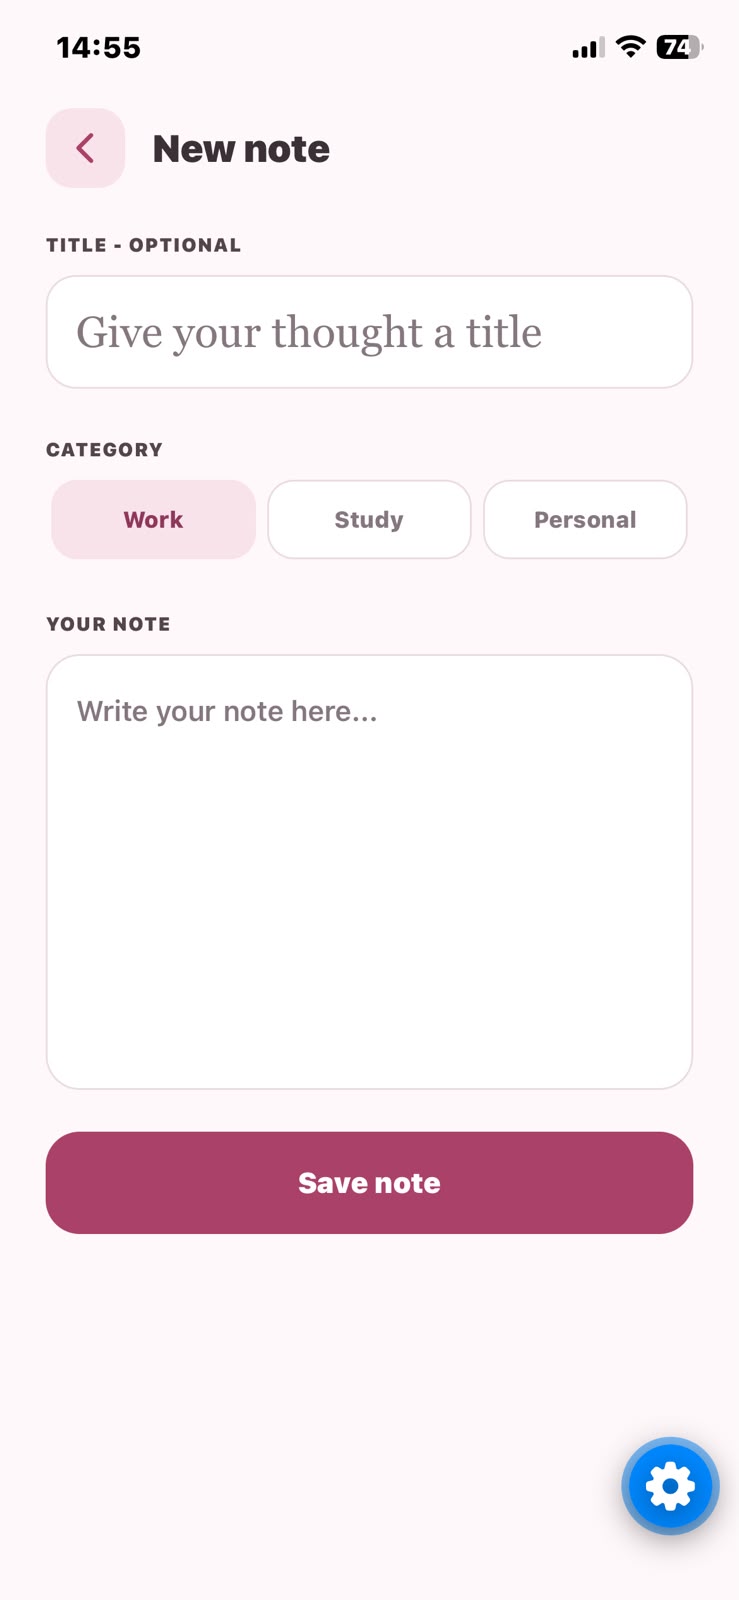 14:55
74
New note
TITLE - OPTIONAL
Give your thought a title
CATEGORY
Work
Study
Personal
YOUR NOTE
Write your note here...
Save note